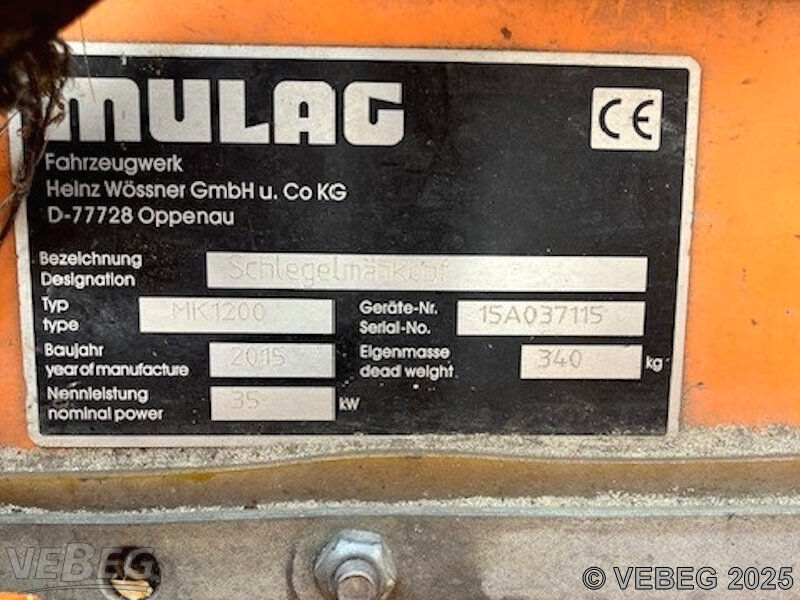 MULAG
CE
Fahrzeugwerk
Heinz Wössner GmbH u. Co KG
D-77728 Oppenau
Bezeichnung
Designation
Schlegelmähkopf
Typ
type
MK1200
Geräte-Nr.
Serial-No.
15A037115
Baujahr
year of manufacture
2015
Eigenmasse
dead weight
340
kg
Nennleistung
nominal power
35
kW
VEBEG
© VEBEG 2025